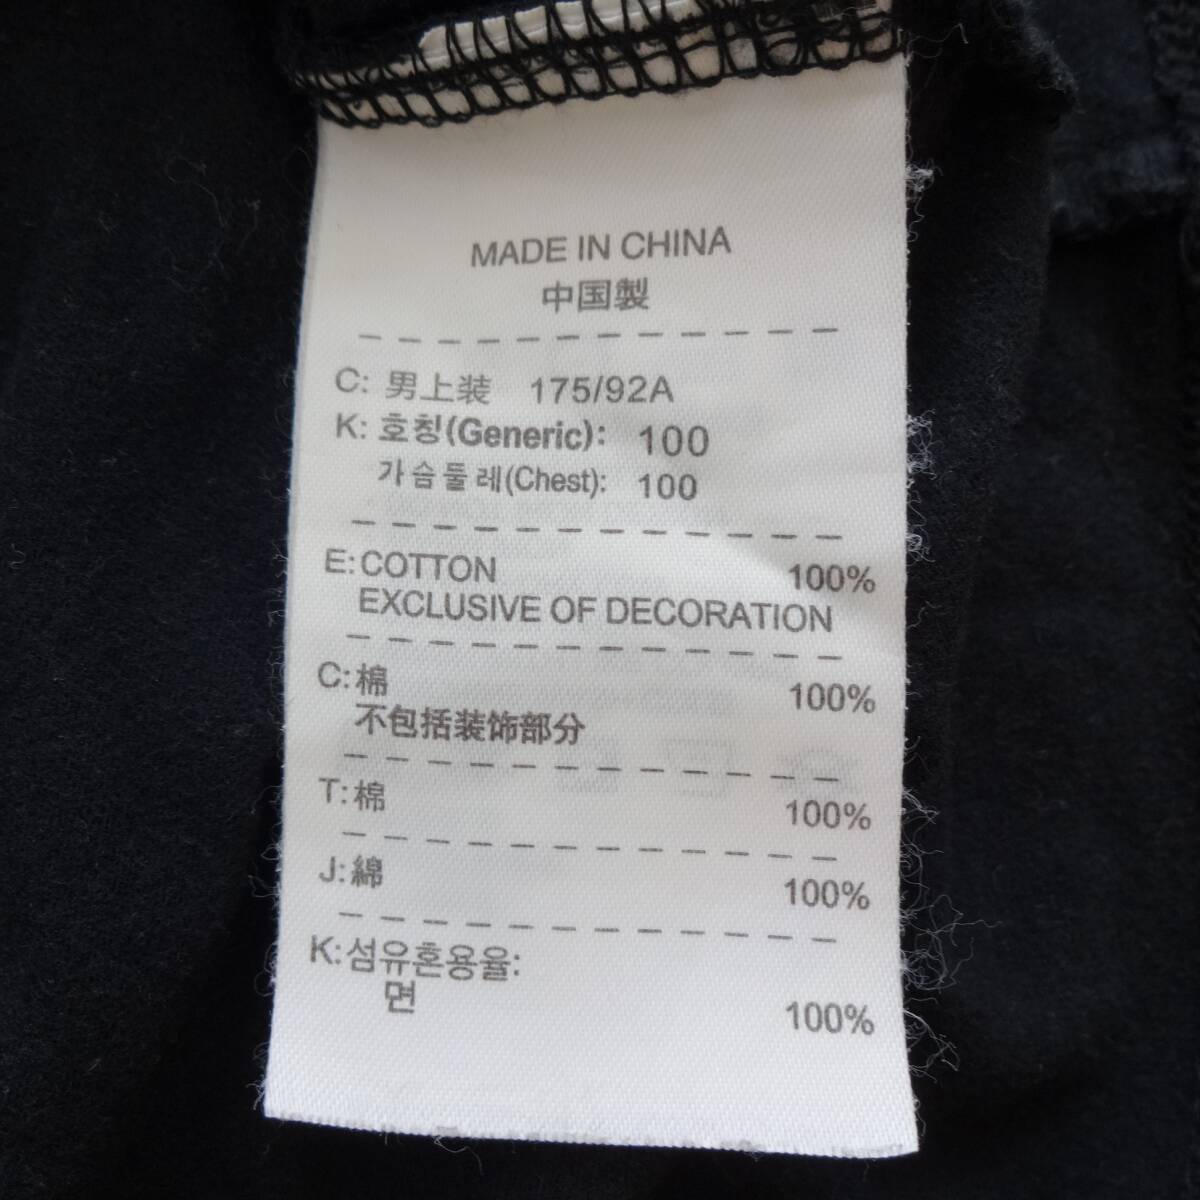 MADE IN CHINA
中国製
C: 男上装 175/92A
K: 호칭(Generic): 100
가슴둘레(Chest): 100
E: COTTON 100%
EXCLUSIVE OF DECORATION
C: 棉 100%
不包括装饰部分
T: 棉 100%
J: 綿 100%
K: 섬유혼용율:
면 100%